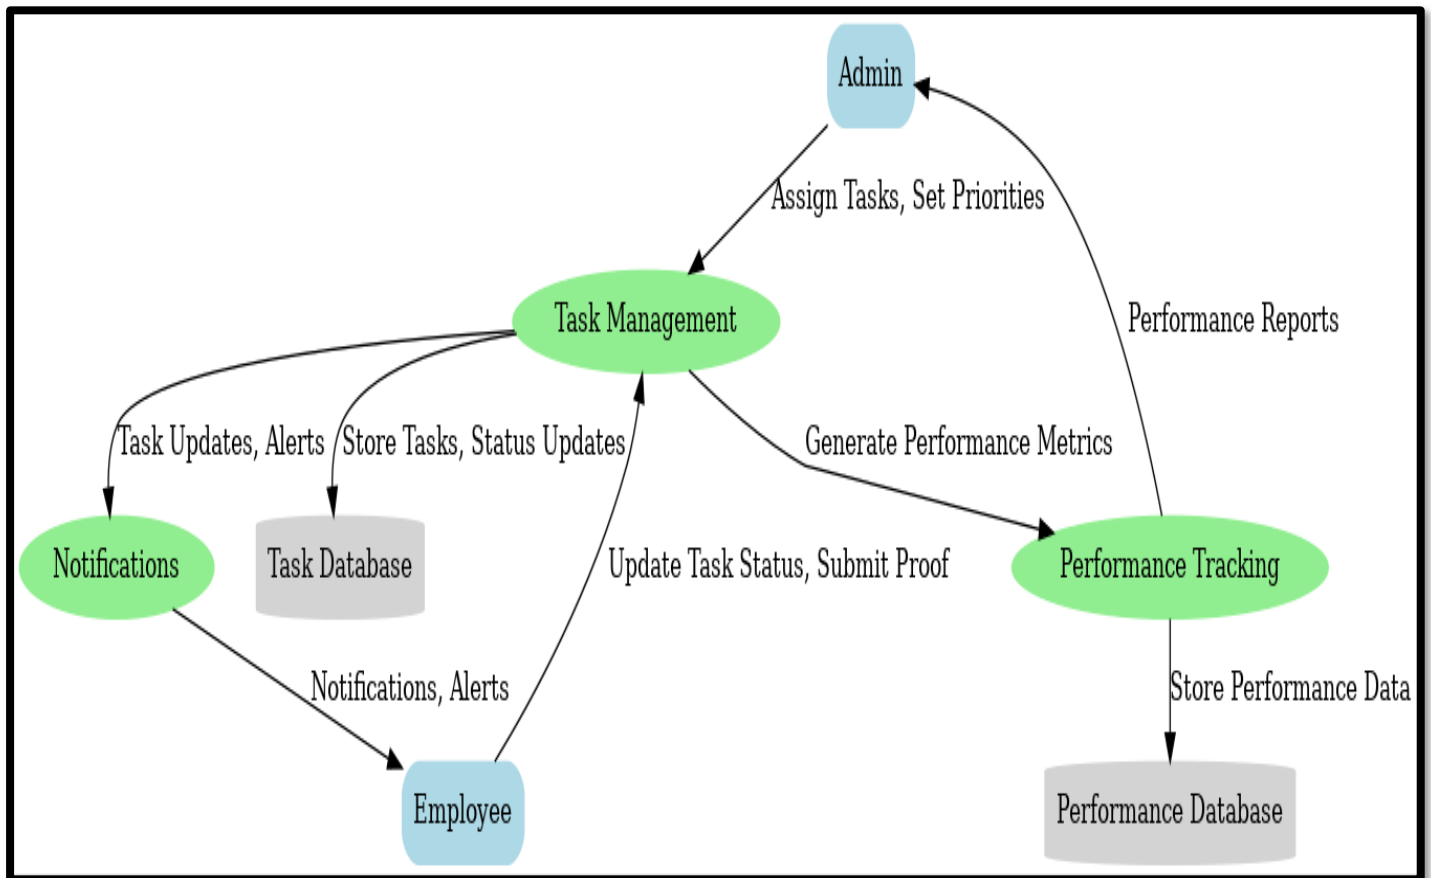 Admin
Assign Tasks, Set Priorities
Task Management
Performance Reports
Task Updates, Alerts
Store Tasks, Status Updates
Generate Performance Metrics
Notifications
Task Database
Update Task Status, Submit Proof
Performance Tracking
Notifications, Alerts
Store Performance Data
Employee
Performance Database